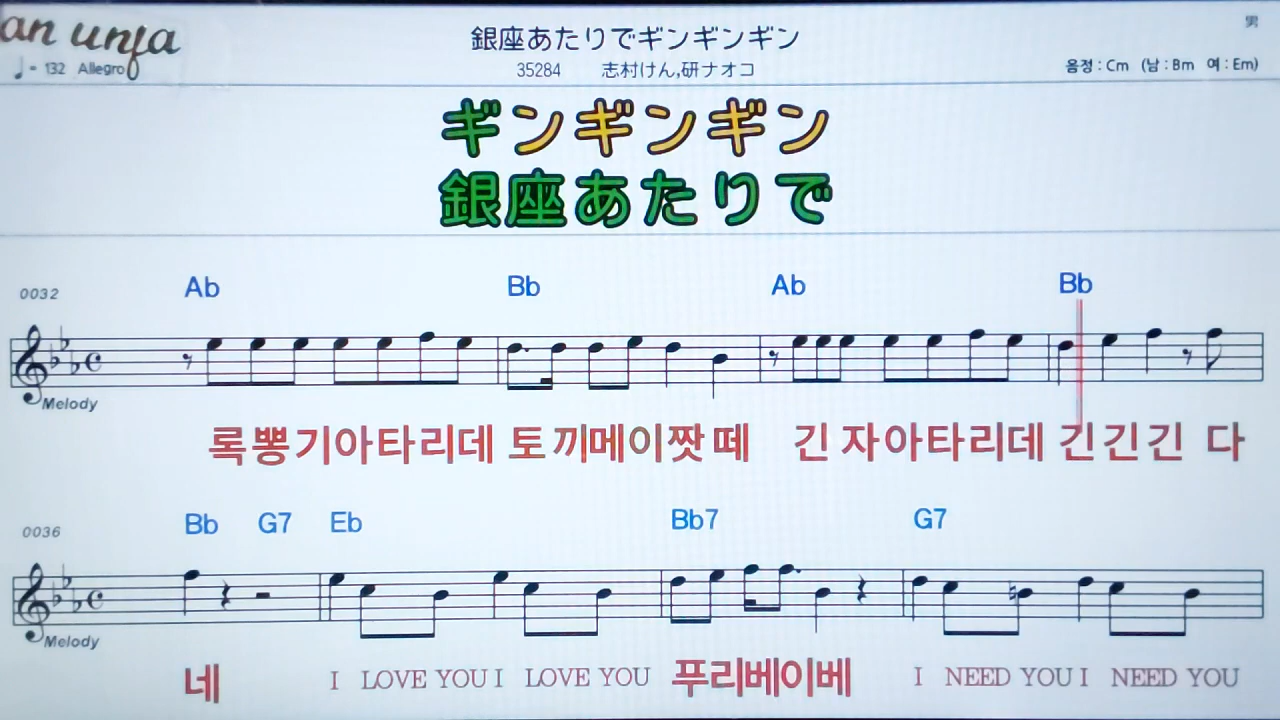 an unja
銀座あたりでギンギンギン
男
♩= 132 Allegro
35284 志村けん,研ナオコ
음정 : Cm (남 : Bm 여 : Em)
ギンギンギン
銀座あたりで
0032 Ab Bb Ab Bb
Melody
록뽕기아타리데 토끼메이짯떼 긴자아타리데 긴긴긴 다
0036 Bb G7 Eb Bb7 G7
Melody
네 I LOVE YOU I LOVE YOU 푸리베이베 I NEED YOU I NEED YOU